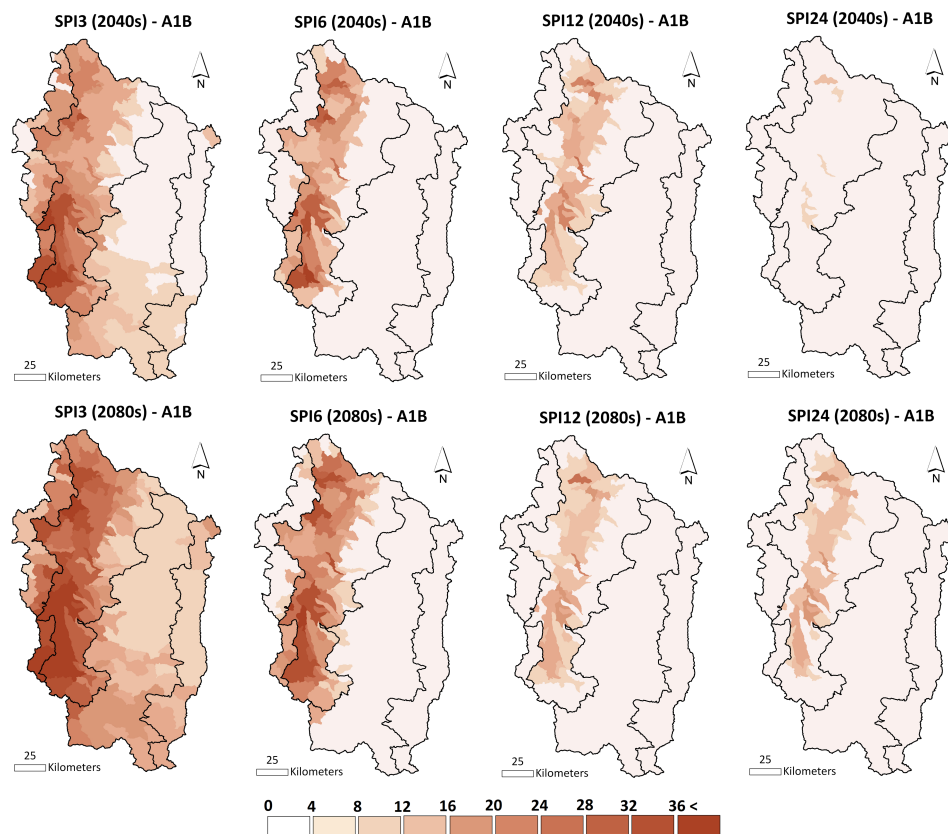 SPI3 (2040s) - A1B
SPI6 (2040s) - A1B
SPI12 (2040s) - A1B
SPI24 (2040s) - A1B
N
N
N
N
25
Kilometers
25
Kilometers
25
Kilometers
25
Kilometers
SPI3 (2080s) - A1B
SPI6 (2080s) - A1B
SPI12 (2080s) - A1B
SPI24 (2080s) - A1B
N
N
N
N
25
Kilometers
25
Kilometers
25
Kilometers
25
Kilometers
0 4 8 12 16 20 24 28 32 36 <